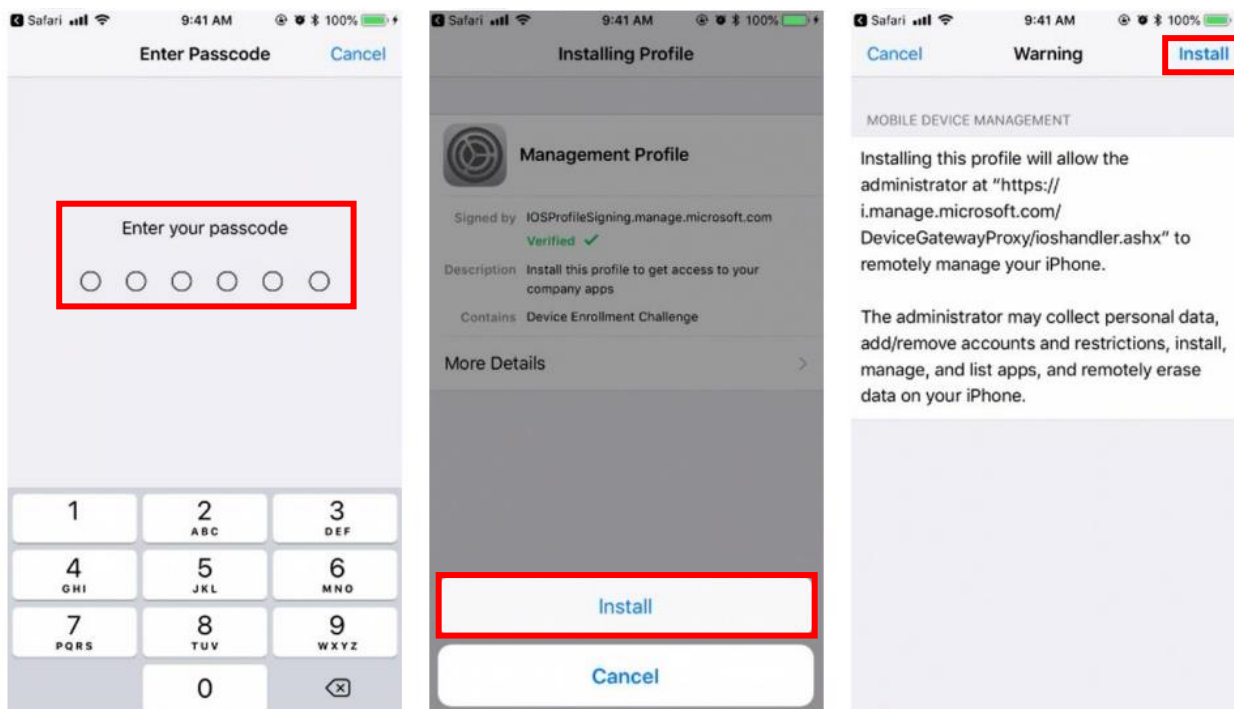 Safari 9:41 AM 100%
Enter Passcode Cancel
Enter your passcode
1 2 3
ABC DEF
4 5 6
GHI JKL MNO
7 8 9
PQRS TUV WXYZ
0
Safari 9:41 AM 100%
Installing Profile
Management Profile
Signed by IOSProfileSigning.manage.microsoft.com
Verified ✓
Description Install this profile to get access to your
company apps
Contains Device Enrollment Challenge
More Details
Install
Cancel
Safari 9:41 AM 100%
Cancel Warning Install
MOBILE DEVICE MANAGEMENT
Installing this profile will allow the
administrator at "https://
i.manage.microsoft.com/
DeviceGatewayProxy/ioshandler.ashx" to
remotely manage your iPhone.
The administrator may collect personal data,
add/remove accounts and restrictions, install,
manage, and list apps, and remotely erase
data on your iPhone.